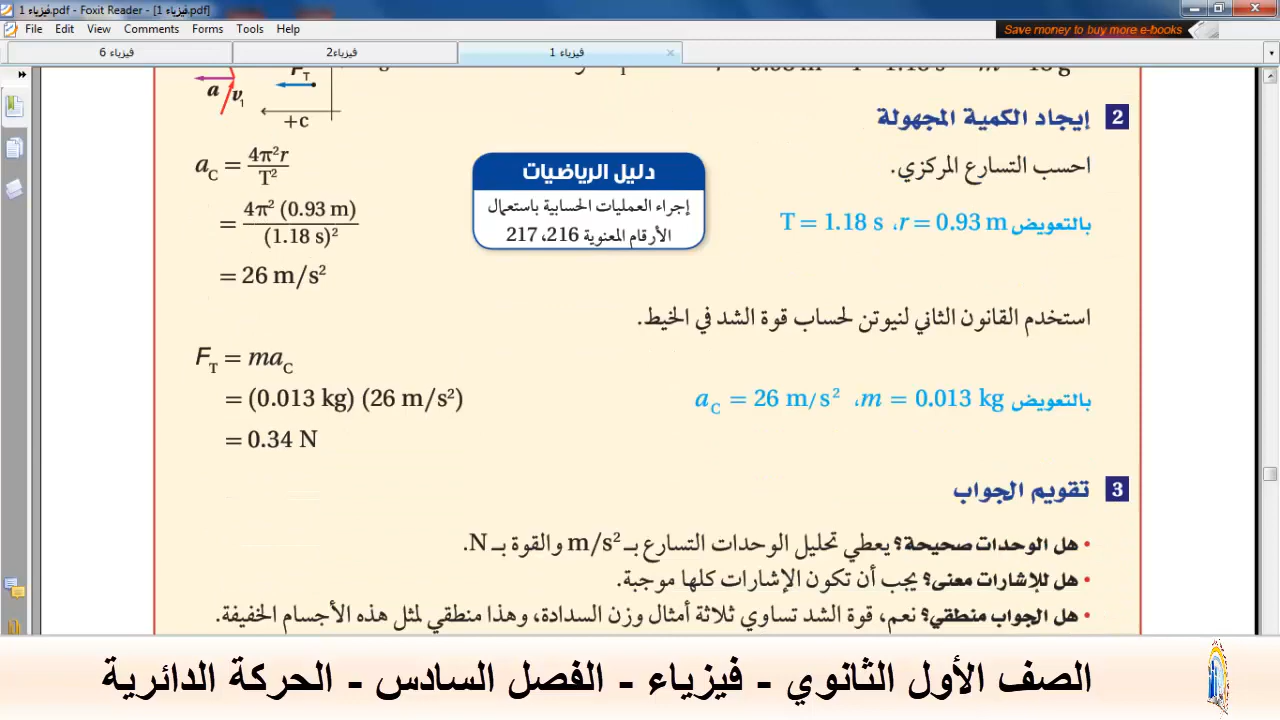 فيزياء 1.pdf - Foxit Reader - [فيزياء 1.pdf]
File Edit View Comments Forms Tools Help
Save money to buy more e-books
فيزياء 6
فيزياء2
فيزياء 1
a
v1
FT
+c
2 إيجاد الكمية المجهولة
احسب التسارع المركزي.
aC = 4π²r / T²
دليل الرياضيات
إجراء العمليات الحسابية باستعمال
الأرقام المعنوية 216، 217
بالتعويض T = 1.18 s ، r = 0.93 m
= 4π² (0.93 m) / (1.18 s)²
= 26 m/s²
استخدم القانون الثاني لنيوتن لحساب قوة الشد في الخيط.
FT = maC
= (0.013 kg) (26 m/s²)
بالتعويض aC = 26 m/s² ، m = 0.013 kg
= 0.34 N
3 تقويم الجواب
• هل الوحدات صحيحة؟ يعطي تحليل الوحدات التسارع بـ m/s² والقوة بـ N.
• هل للإشارات معنى؟ يجب أن تكون الإشارات كلها موجبة.
• هل الجواب منطقي؟ نعم، قوة الشد تساوي ثلاثة أمثال وزن السدادة، وهذا منطقي لمثل هذه الأجسام الخفيفة.
الصف الأول الثانوي - فيزياء - الفصل السادس - الحركة الدائرية